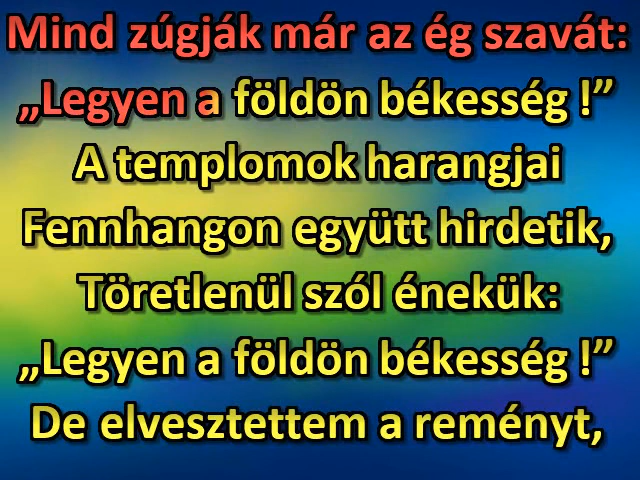 Mind zúgják már az ég szavát:
„Legyen a földön békesség !”
A templomok harangjai
Fennhangon együtt hirdetik,
Töretlenül szól énekük:
„Legyen a földön békesség !”
De elvesztettem a reményt,